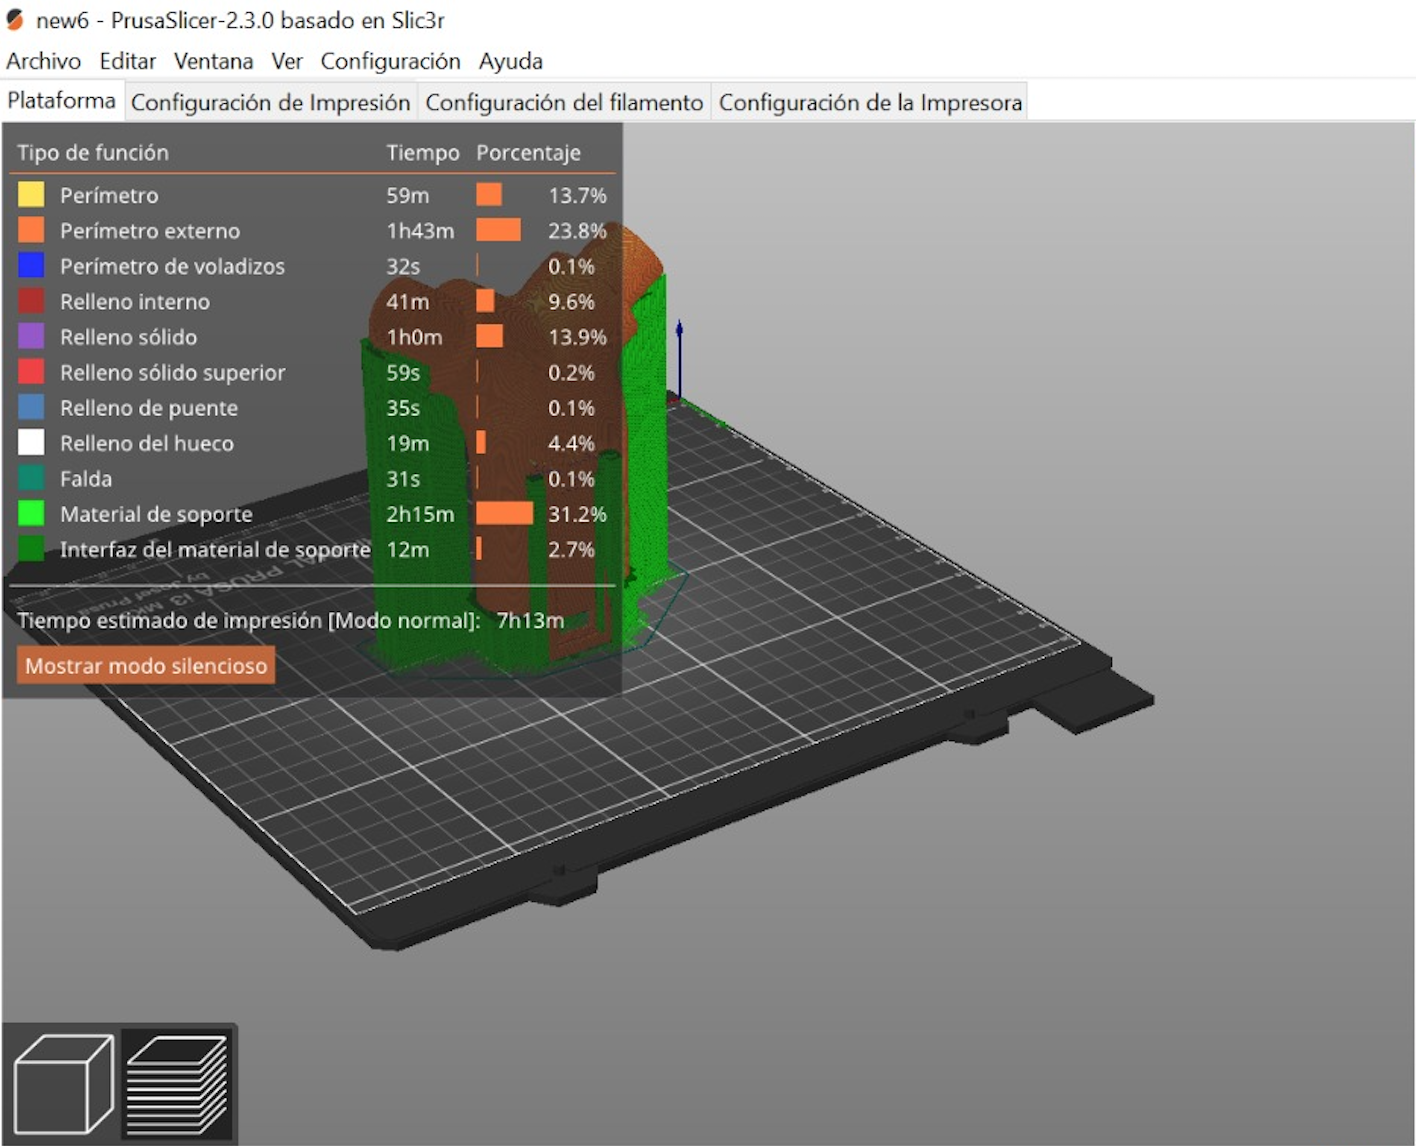 new6 - PrusaSlicer-2.3.0 basado en Slic3r
Archivo Editar Ventana Ver Configuración Ayuda
Plataforma Configuración de Impresión Configuración del filamento Configuración de la Impresora
Tipo de función Tiempo Porcentaje
Perímetro 59m 13.7%
Perímetro externo 1h43m 23.8%
Perímetro de voladizos 32s 0.1%
Relleno interno 41m 9.6%
Relleno sólido 1h0m 13.9%
Relleno sólido superior 59s 0.2%
Relleno de puente 35s 0.1%
Relleno del hueco 19m 4.4%
Falda 31s 0.1%
Material de soporte 2h15m 31.2%
Interfaz del material de soporte 12m 2.7%
PRUSA i3
by Josef Prusa
Tiempo estimado de impresión [Modo normal]: 7h13m
Mostrar modo silencioso